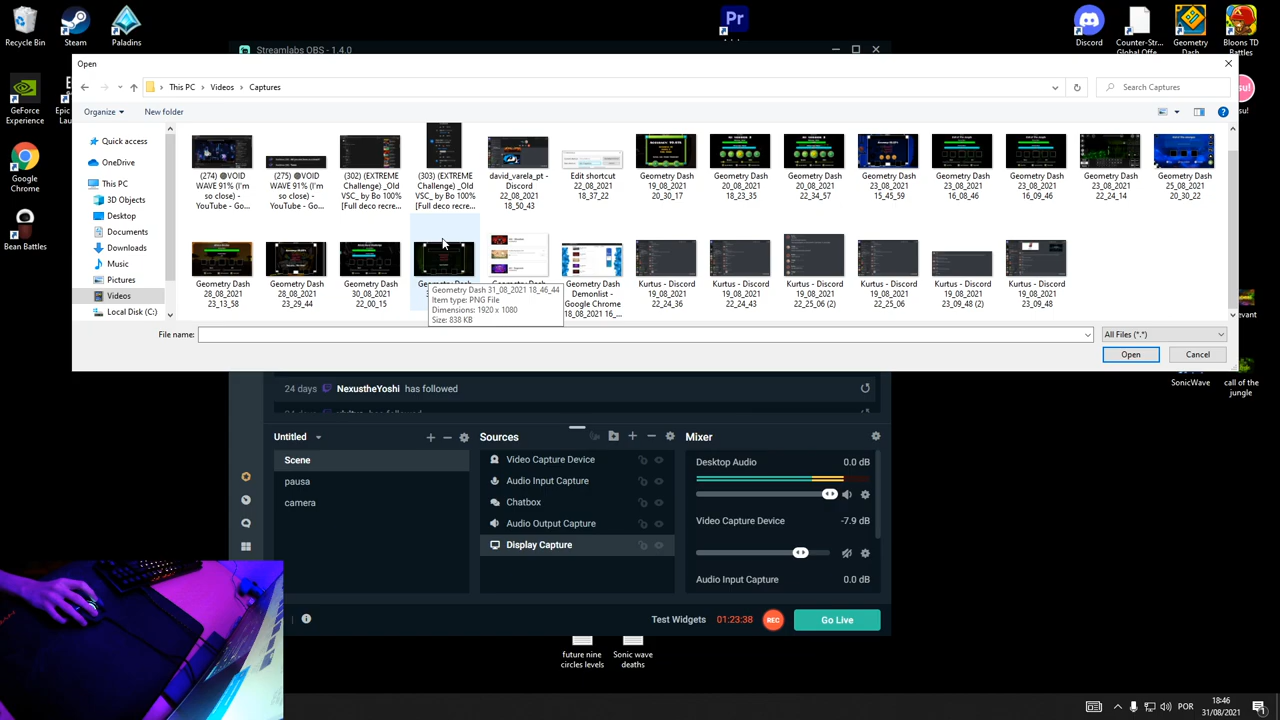 Recycle Bin
Steam
Paladins
Pr
Discord
Counter-Str...
Global Offe...
Geometry
Dash
Bloons TD
Battles
Streamlabs OBS - 1.4.0
Open
This PC
Videos
Captures
Search Captures
GeForce
Experience
Epic
Organize
New folder
Quick access
OneDrive
This PC
3D Objects
Desktop
Documents
Downloads
Music
Pictures
Videos
Local Disk (C:)
Google
Chrome
Bean Battles
(274) 🔴VOID
WAVE 91% (I'm
so close) -
YouTube - Go...
(275) 🔴VOID
WAVE 91% (I'm
so close) -
YouTube - Go...
(302) (EXTREME
Challenge) _Old
VSC_ by Bo 100%
[Full deco recre...
(303) (EXTREME
Challenge) _Old
VSC_ by Bo 100%
[Full deco recre...
david_varela_pt -
Discord
22_08_2021
18_50_43
Edit shortcut
22_08_2021
18_37_22
Geometry Dash
19_08_2021
20_30_17
Geometry Dash
20_08_2021
18_23_35
Geometry Dash
20_08_2021
22_34_57
Geometry Dash
23_08_2021
15_45_59
Geometry Dash
23_08_2021
16_08_46
Geometry Dash
23_08_2021
16_09_46
Geometry Dash
23_08_2021
22_24_14
Geometry Dash
25_08_2021
20_30_22
Geometry Dash
28_08_2021
23_13_58
Geometry Dash
28_08_2021
23_29_44
Geometry Dash
30_08_2021
22_00_15
Geometry Dash 31_08_2021 18_46_44
Item type: PNG File
Dimensions: 1920 x 1080
Size: 838 KB
Geometry Dash
Demonlist -
Google Chrome
18_08_2021 16_...
Kurtus - Discord
19_08_2021
22_24_36
Kurtus - Discord
19_08_2021
22_24_43
Kurtus - Discord
19_08_2021
22_25_06 (2)
Kurtus - Discord
19_08_2021
22_25_06
Kurtus - Discord
19_08_2021
23_09_48 (2)
Kurtus - Discord
19_08_2021
23_09_48
File name:
All Files (*.*)
Open
Cancel
su!
evant
SonicWave
call of the
jungle
24 days NexustheYoshi has followed
24 days
has followed
Untitled
Sources
Mixer
Scene
pausa
camera
Video Capture Device
Audio Input Capture
Chatbox
Audio Output Capture
Display Capture
Desktop Audio
0.0 dB
Video Capture Device
-7.9 dB
Audio Input Capture
0.0 dB
Test Widgets
01:23:38
REC
Go Live
future nine
circles levels
Sonic wave
deaths
POR
18:46
31/08/2021
1